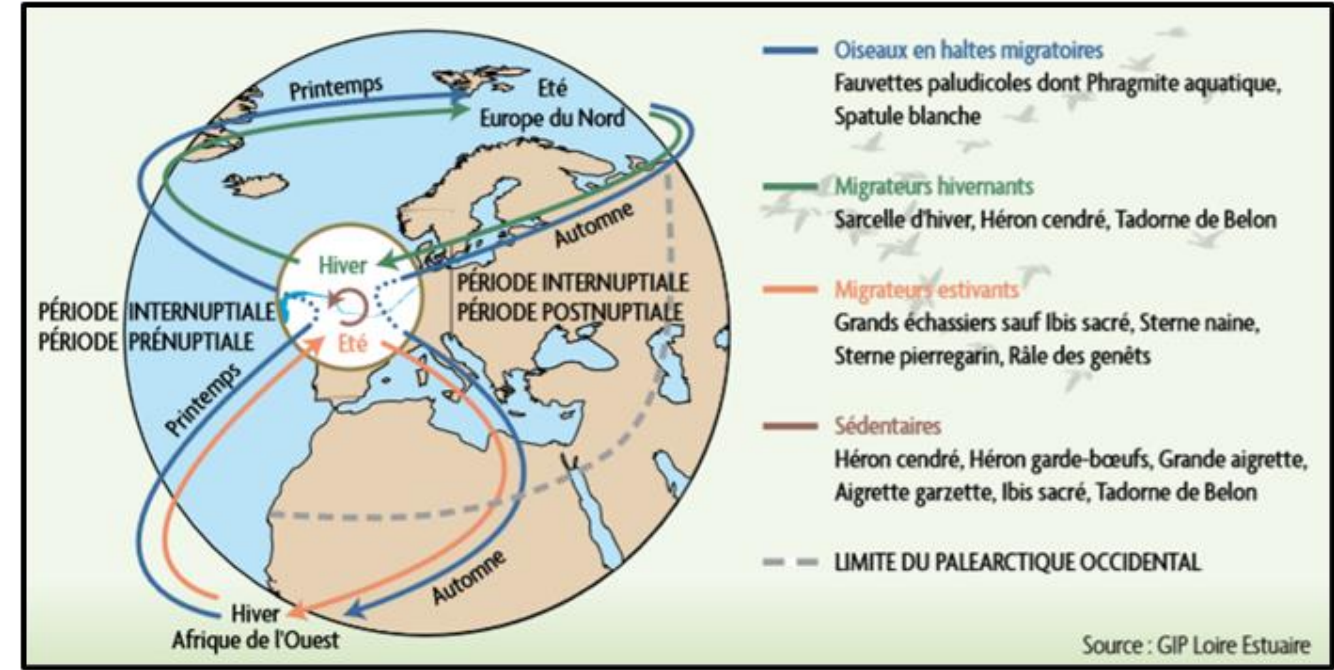 Printemps
Eté
Europe du Nord
Automne
Hiver
Eté
PÉRIODE INTERNUPTIALE
PÉRIODE PRÉNUPTIALE
PÉRIODE INTERNUPTIALE
PÉRIODE POSTNUPTIALE
Printemps
Automne
Hiver
Afrique de l'Ouest
Oiseaux en haltes migratoires
Fauvettes paludicoles dont Phragmite aquatique,
Spatule blanche
Migrateurs hivernants
Sarcelle d'hiver, Héron cendré, Tadorne de Belon
Migrateurs estivants
Grands échassiers sauf Ibis sacré, Sterne naine,
Sterne pierregarin, Râle des genêts
Sédentaires
Héron cendré, Héron garde-bœufs, Grande aigrette,
Aigrette garzette, Ibis sacré, Tadorne de Belon
LIMITE DU PALEARCTIQUE OCCIDENTAL
Source : GIP Loire Estuaire